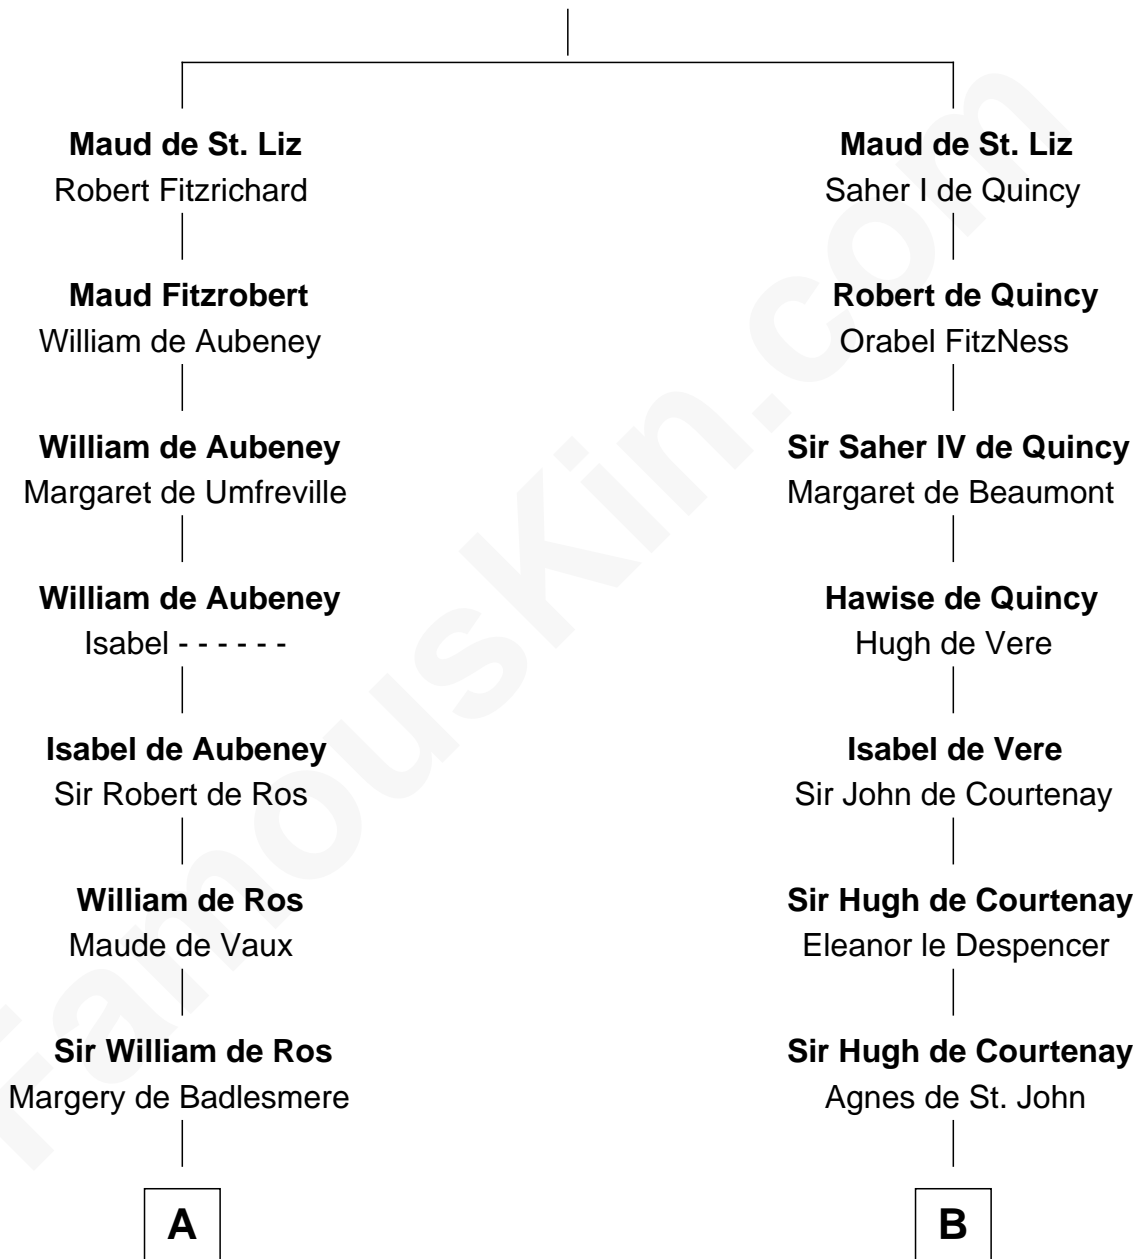 Maud de St. Liz
Robert Fitzrichard
Maud Fitzrobert
William de Aubeney
William de Aubeney
Margaret de Umfreville
William de Aubeney
Isabel - - - - - -
Isabel de Aubeney
Sir Robert de Ros
William de Ros
Maude de Vaux
Sir William de Ros
Margery de Badlesmere
A
Maud de St. Liz
Saher I de Quincy
Robert de Quincy
Orabel FitzNess
Sir Saher IV de Quincy
Margaret de Beaumont
Hawise de Quincy
Hugh de Vere
Isabel de Vere
Sir John de Courtenay
Sir Hugh de Courtenay
Eleanor le Despencer
Sir Hugh de Courtenay
Agnes de St. John
B
FamousKin.com